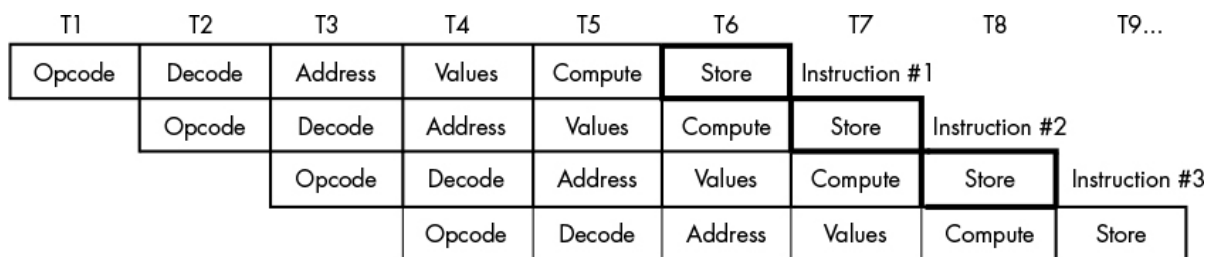 T1 T2 T3 T4 T5 T6 T7 T8 T9...
Opcode Decode Address Values Compute Store Instruction #1
Opcode Decode Address Values Compute Store Instruction #2
Opcode Decode Address Values Compute Store Instruction #3
Opcode Decode Address Values Compute Store